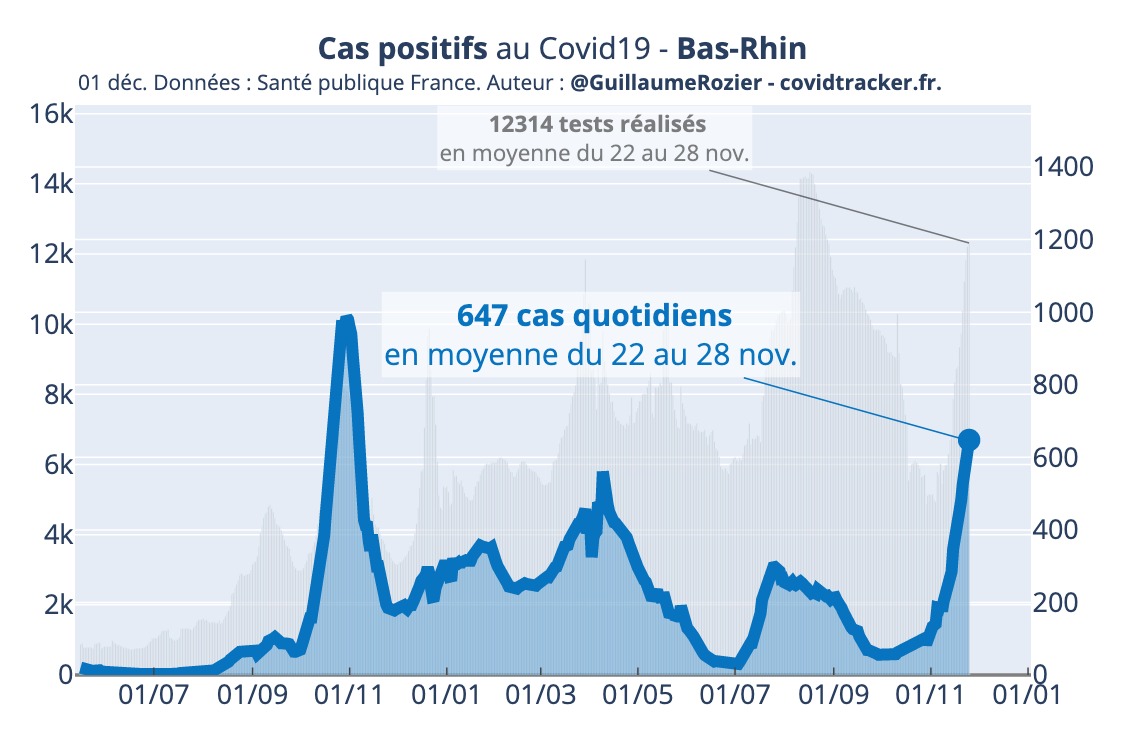 Cas positifs au Covid19 - Bas-Rhin
01 déc. Données : Santé publique France. Auteur : @GuillaumeRozier - covidtracker.fr.
16k
12314 tests réalisés
en moyenne du 22 au 28 nov.
1400
14k
1200
12k
1000
10k
647 cas quotidiens
en moyenne du 22 au 28 nov.
800
8k
600
6k
400
4k
200
2k
0
0
01/07 01/09 01/11 01/01 01/03 01/05 01/07 01/09 01/11 01/01